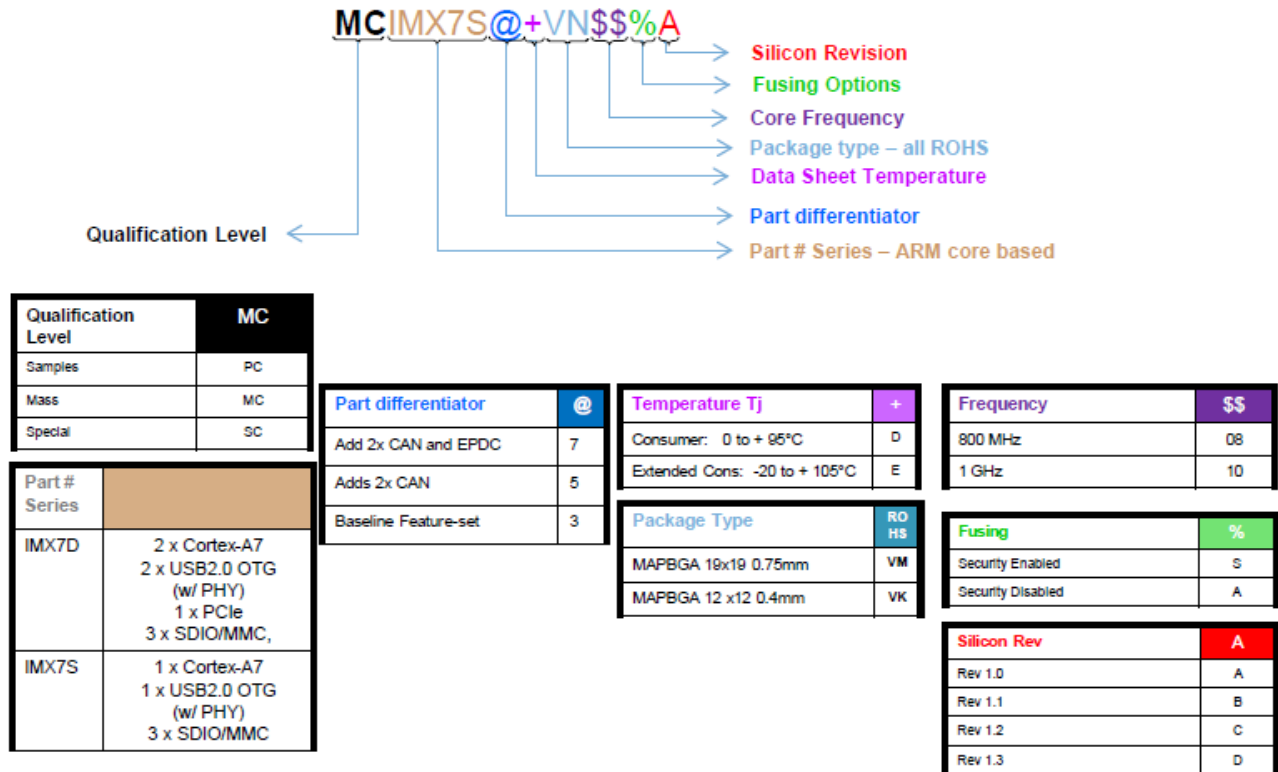 MCIMX7S@+VN$$%A
Silicon Revision
Fusing Options
Core Frequency
Package type – all ROHS
Data Sheet Temperature
Part differentiator
Qualification Level
Part # Series – ARM core based
Qualification MC
Level
Samples PC
Mass MC
Special SC
Part #
Series
IMX7D 2 x Cortex-A7
2 x USB2.0 OTG
(w/ PHY)
1 x PCIe
3 x SDIO/MMC,
IMX7S 1 x Cortex-A7
1 x USB2.0 OTG
(w/ PHY)
3 x SDIO/MMC
Part differentiator @
Add 2x CAN and EPDC 7
Adds 2x CAN 5
Baseline Feature-set 3
Temperature Tj +
Consumer: 0 to + 95°C D
Extended Cons: -20 to + 105°C E
Package Type RO
HS
MAPBGA 19x19 0.75mm VM
MAPBGA 12 x12 0.4mm VK
Frequency $$
800 MHz 08
1 GHz 10
Fusing %
Security Enabled S
Security Disabled A
Silicon Rev A
Rev 1.0 A
Rev 1.1 B
Rev 1.2 C
Rev 1.3 D